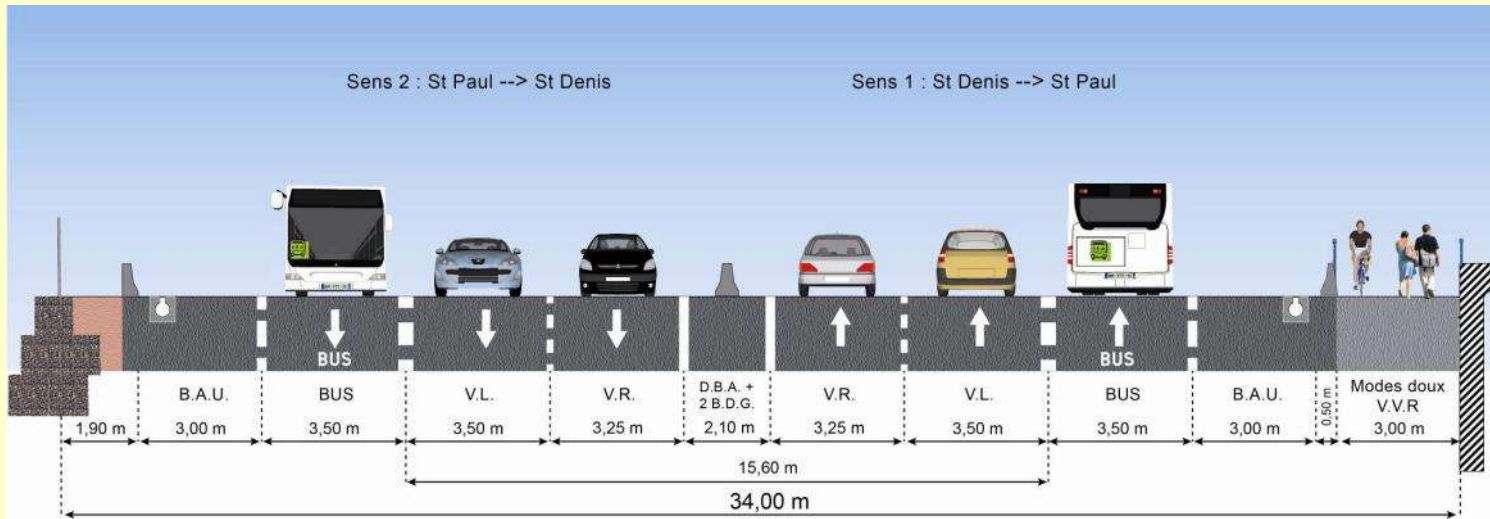 Sens 2 : St Paul --> St Denis
Sens 1 : St Denis --> St Paul
BUS
BUS
B.A.U.
BUS
V.L.
V.R.
D.B.A. +
2 B.D.G.
V.R.
V.L.
BUS
B.A.U.
0,50 m
Modes doux
V.V.R
1,90 m
3,00 m
3,50 m
3,50 m
3,25 m
2,10 m
3,25 m
3,50 m
3,50 m
3,00 m
3,00 m
15,60 m
34,00 m